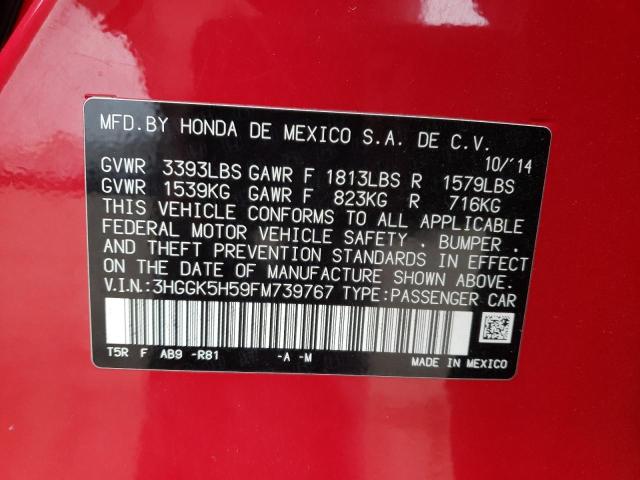 MFD.BY HONDA DE MEXICO S.A. DE C.V.
10/'14
GVWR 3393LBS GAWR F 1813LBS R 1579LBS
GVWR 1539KG GAWR F 823KG R 716KG
THIS VEHICLE CONFORMS TO ALL APPLICABLE
FEDERAL MOTOR VEHICLE SAFETY , BUMPER ,
AND THEFT PREVENTION STANDARDS IN EFFECT
ON THE DATE OF MANUFACTURE SHOWN ABOVE.
V.I.N:3HGGK5H59FM739767 TYPE:PASSENGER CAR
T5R F AB9 -R81 -A -M
MADE IN MEXICO